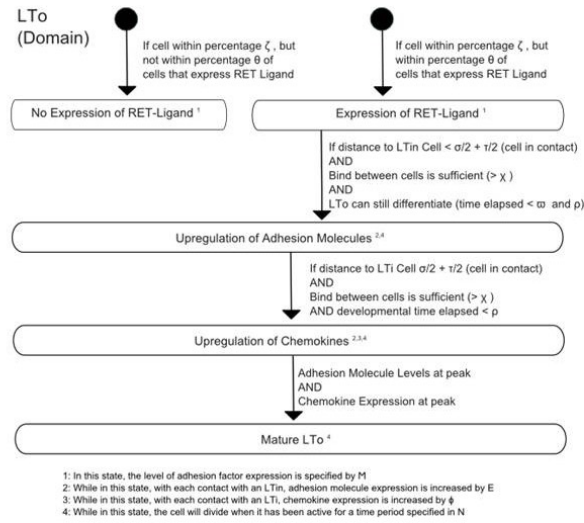 LTo
(Domain)
If cell within percentage ζ , but
not within percentage θ of
cells that express RET Ligand
If cell within percentage ζ , but
within percentage θ of
cells that express RET Ligand
No Expression of RET-Ligand ¹
Expression of RET-Ligand ¹
If distance to LTin Cell < σ/2 + τ/2 (cell in contact)
AND
Bind between cells is sufficient (> χ )
AND
LTo can still differentiate (time elapsed < ϖ and ρ)
Upregulation of Adhesion Molecules ²,⁴
If distance to LTi Cell σ/2 + τ/2 (cell in contact)
AND
Bind between cells is sufficient (> χ )
AND developmental time elapsed < ρ
Upregulation of Chemokines ²,³,⁴
Adhesion Molecule Levels at peak
AND
Chemokine Expression at peak
Mature LTo ⁴
1: In this state, the level of adhesion factor expression is specified by M
2: While in this state, with each contact with an LTin, adhesion molecule expression is increased by E
3: While in this state, with each contact with an LTi, chemokine expression is increased by ϕ
4: While in this state, the cell will divide when it has been active for a time period specified in N